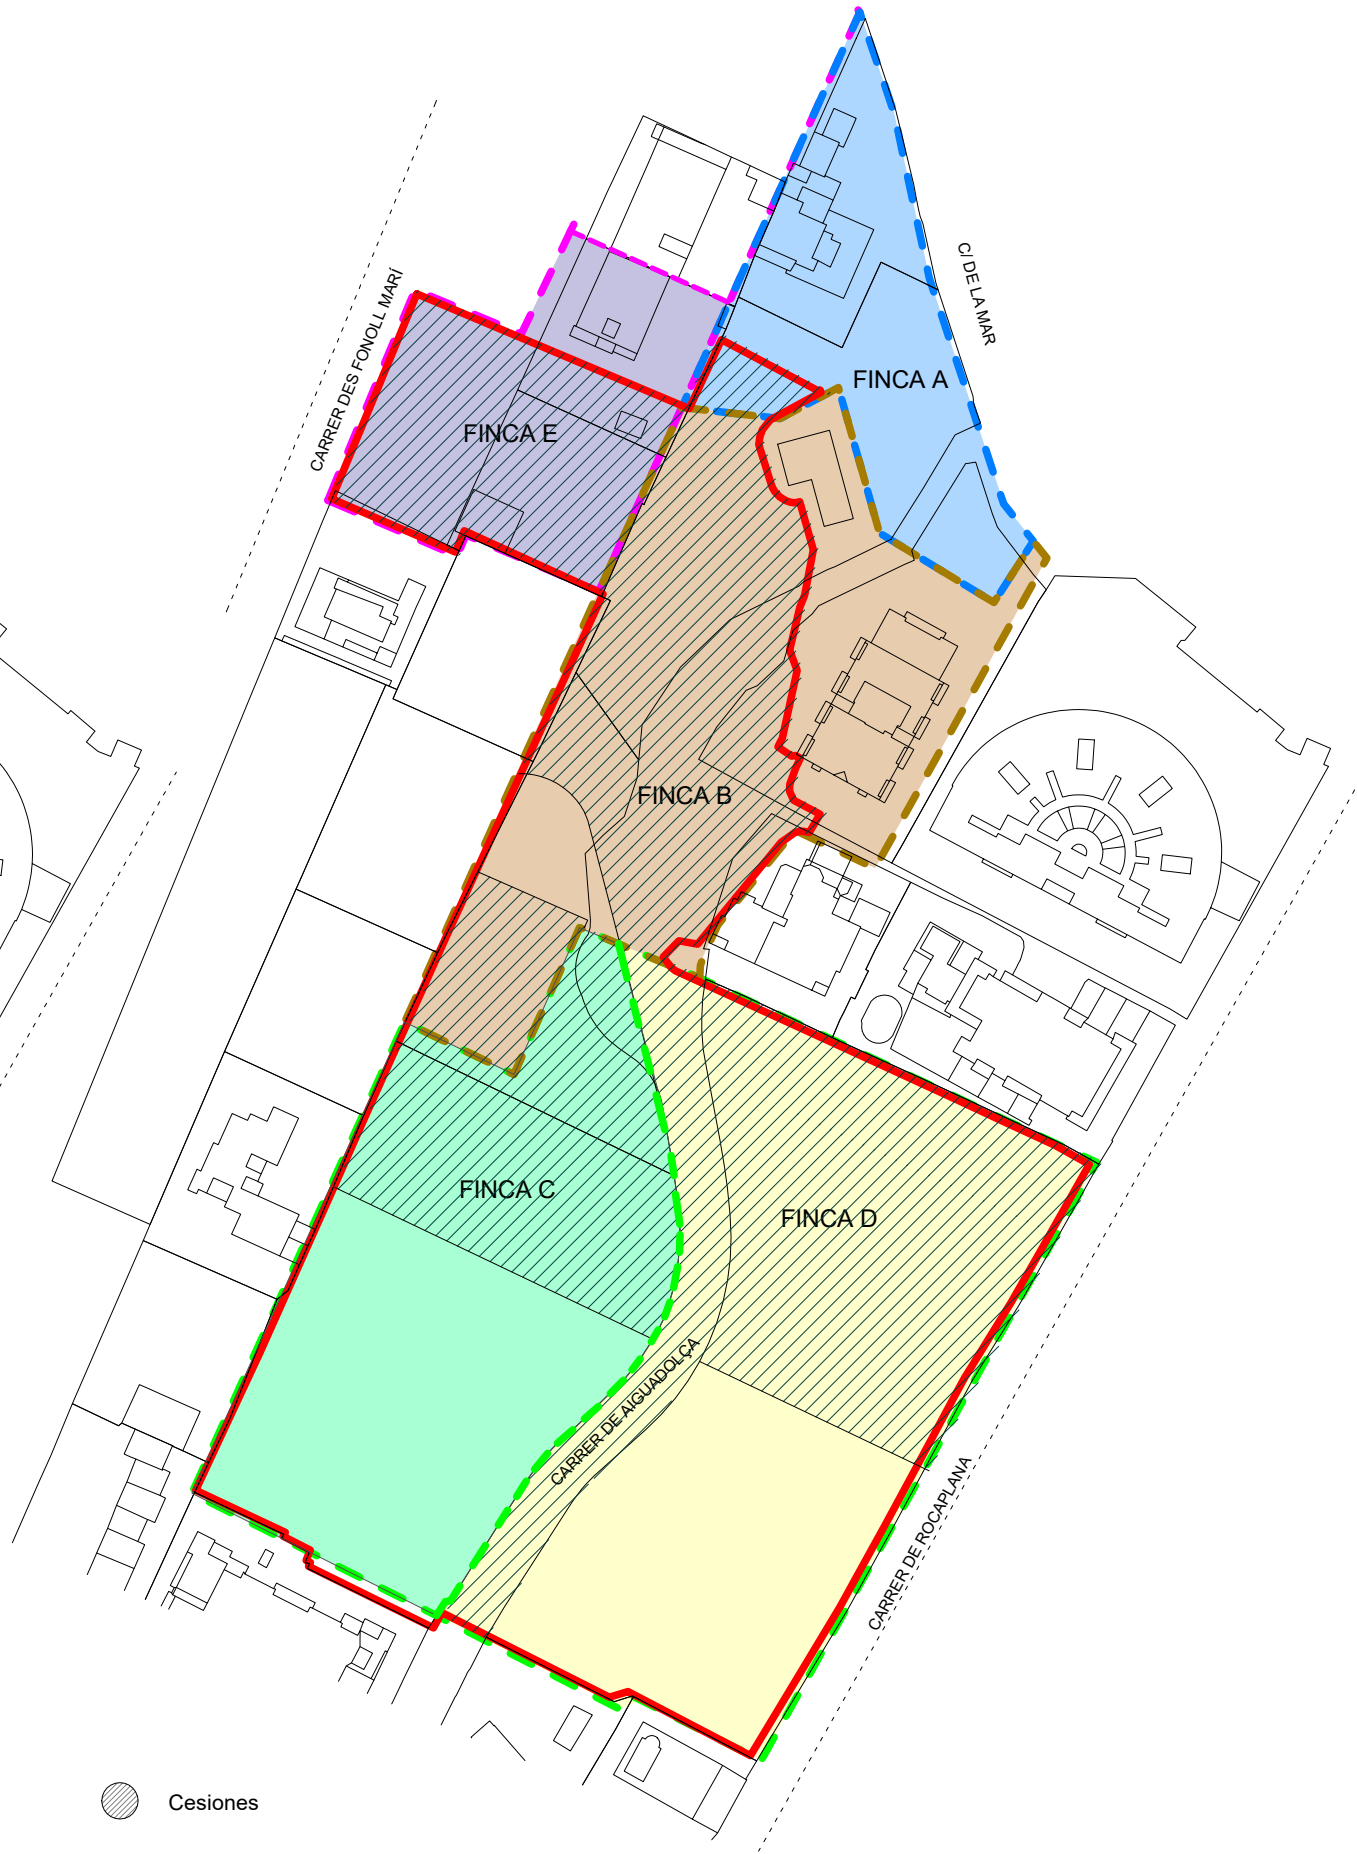 C/ DE LA MAR
CARRER DES FONOLL MARÍ
FINCA A
FINCA E
FINCA B
FINCA C
FINCA D
CARRER DE AIGUADOLÇA
CARRER DE ROCAPLANA
Cesiones